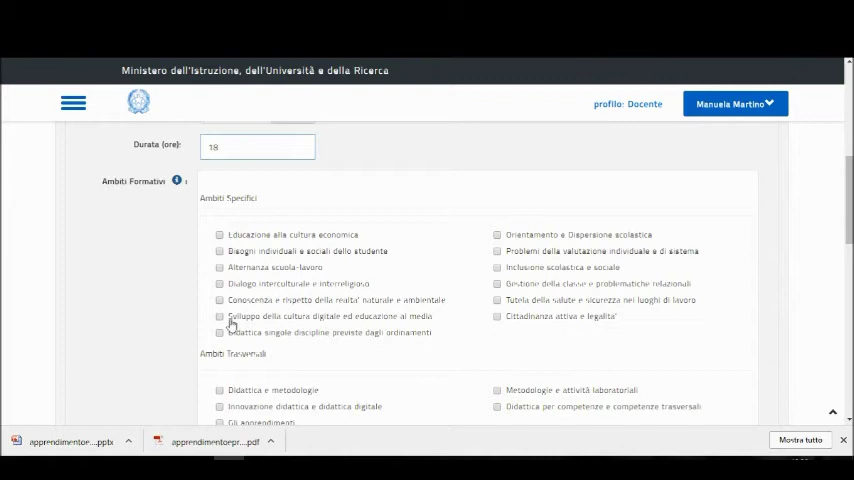 Ministero dell'Istruzione, dell'Università e della Ricerca
profilo: Docente
Manuela Martino
Durata (ore):
18
Ambiti Formativi :
Ambiti Specifici
Educazione alla cultura economica
Orientamento e Dispersione scolastica
Bisogni individuali e sociali dello studente
Problemi della valutazione individuale e di sistema
Alternanza scuola-lavoro
Inclusione scolastica e sociale
Dialogo interculturale e interreligioso
Gestione della classe e problematiche relazionali
Conoscenza e rispetto della realta' naturale e ambientale
Tutela della salute e sicurezza nei luoghi di lavoro
Sviluppo della cultura digitale ed educazione ai media
Cittadinanza attiva e legalita'
Didattica singole discipline previste dagli ordinamenti
Ambiti Trasversali
Didattica e metodologie
Metodologie e attività laboratoriali
Innovazione didattica e didattica digitale
Didattica per competenze e competenze trasversali
Gli apprendimenti
apprendimentoe....pptx
apprendimentoepr....pdf
Mostra tutto